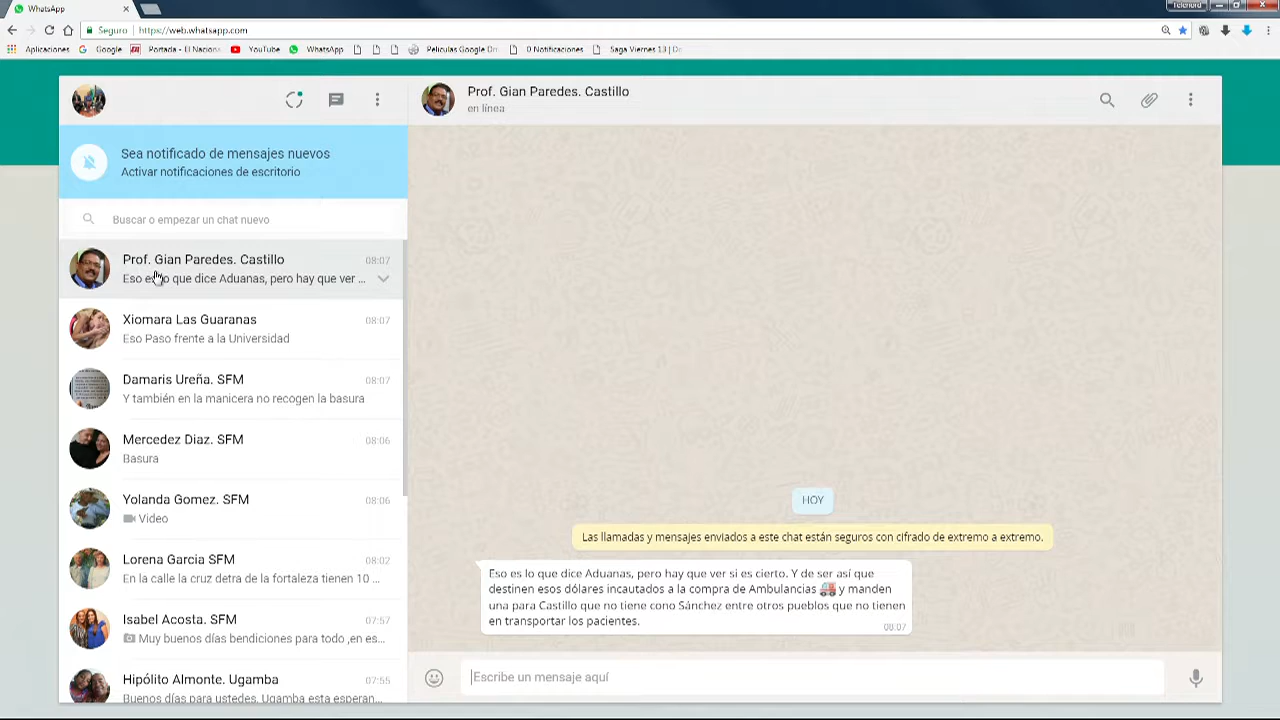 WhatsApp
Telenord
Seguro https://web.whatsapp.com
Aplicaciones Google Portada - El Naciona YouTube WhatsApp Peliculas Google Dri 0 Notificaciones Saga Viernes 13 | De
Prof. Gian Paredes. Castillo
en línea
Sea notificado de mensajes nuevos
Activar notificaciones de escritorio
Buscar o empezar un chat nuevo
Prof. Gian Paredes. Castillo 08:07
Eso es lo que dice Aduanas, pero hay que ver ...
Xiomara Las Guaranas 08:07
Eso Paso frente a la Universidad
Damaris Ureña. SFM 08:07
Y también en la manicera no recogen la basura
Mercedez Diaz. SFM 08:06
Basura
Yolanda Gomez. SFM 08:06
Video
Lorena Garcia SFM 08:02
En la calle la cruz detra de la fortaleza tienen 10 ...
Isabel Acosta. SFM 07:57
Muy buenos días bendiciones para todo ,en es...
Hipólito Almonte. Ugamba 07:55
Buenos días para ustedes. Ugamba esta esperan...
HOY
Las llamadas y mensajes enviados a este chat están seguros con cifrado de extremo a extremo.
Eso es lo que dice Aduanas, pero hay que ver si es cierto. Y de ser así que
destinen esos dólares incautados a la compra de Ambulancias 🚑 y manden
una para Castillo que no tiene cono Sánchez entre otros pueblos que no tienen
en transportar los pacientes.
08:07
Escribe un mensaje aquí